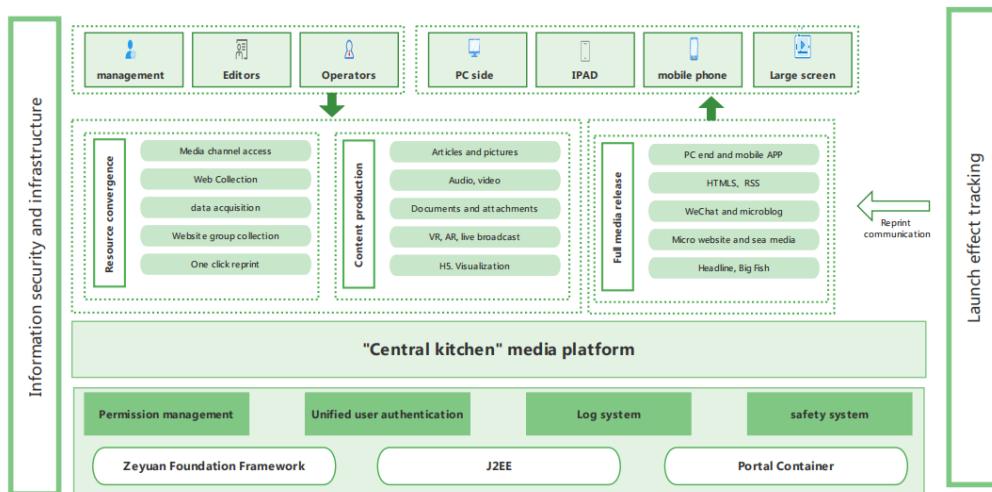 Information security and infrastructure
management
Editors
Operators
PC side
IPAD
mobile phone
Large screen
Resource convergence
Media channel access
Web Collection
data acquisition
Website group collection
One click reprint
Content production
Articles and pictures
Audio, video
Documents and attachments
VR, AR, live broadcast
H5. Visualization
Full media release
PC end and mobile APP
HTMLS, RSS
WeChat and microblog
Micro website and sea media
Headline, Big Fish
Reprint
communication
Launch effect tracking
"Central kitchen" media platform
Permission management
Unified user authentication
Log system
safety system
Zeyuan Foundation Framework
J2EE
Portal Container